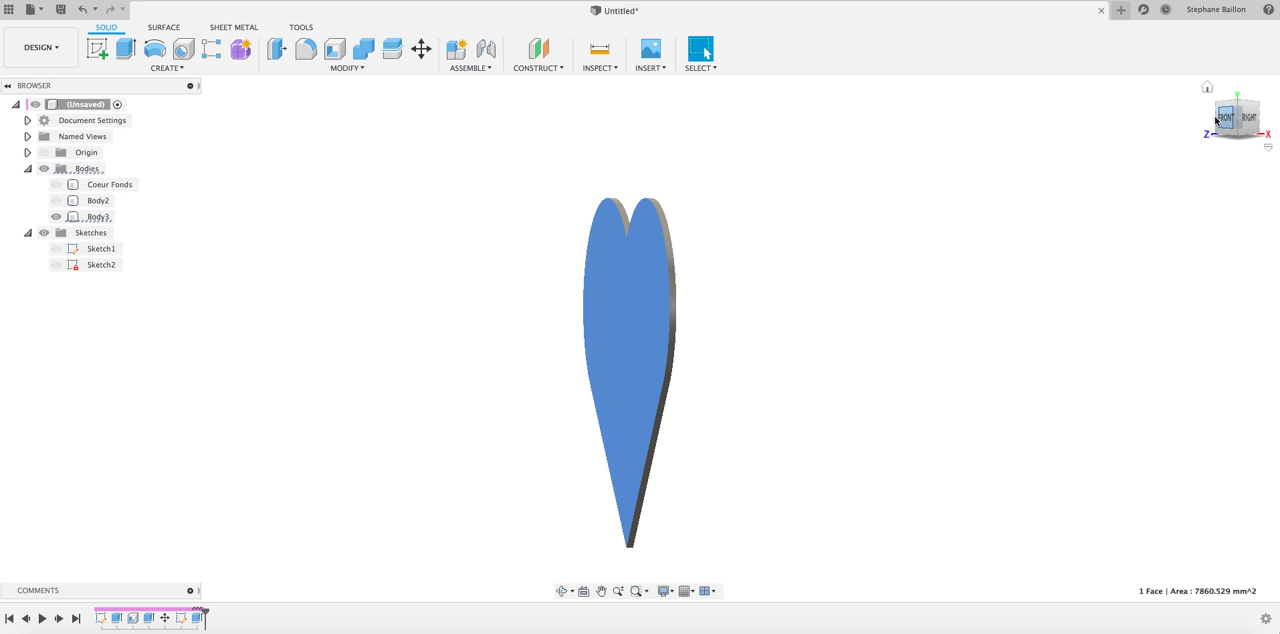 Untitled*
Stephane Baillon
DESIGN
SOLID SURFACE SHEET METAL TOOLS
CREATE MODIFY ASSEMBLE CONSTRUCT INSPECT INSERT SELECT
BROWSER
(Unsaved)
Document Settings
Named Views
Origin
Bodies
Coeur Fonds
Body2
Body3
Sketches
Sketch1
Sketch2
Y
FRONT RIGHT
Z X
COMMENTS
1 Face | Area : 7860.529 mm^2